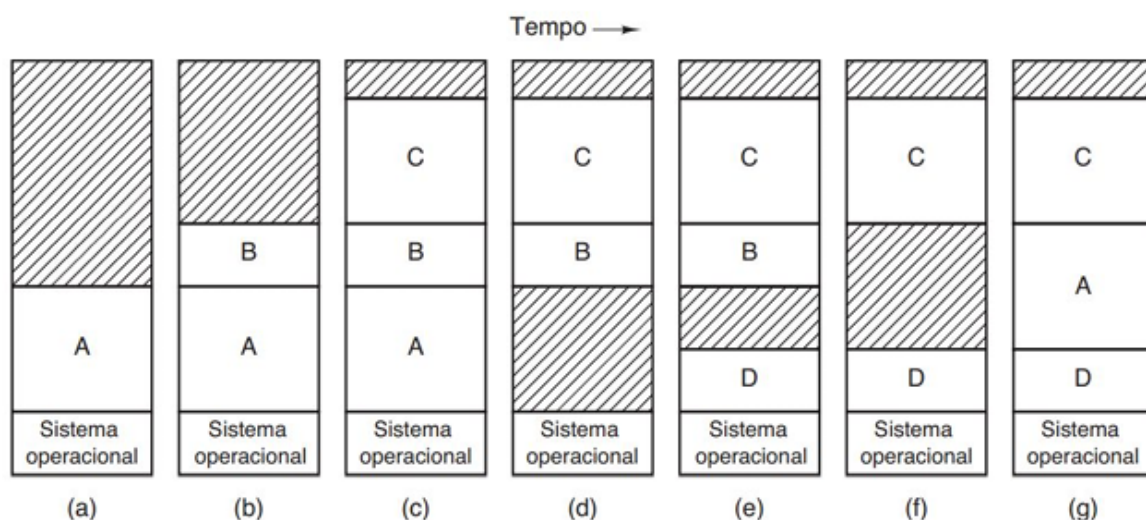 Tempo
C C C C C
B B B B
A A A A
D D D
Sistema operacional Sistema operacional Sistema operacional Sistema operacional Sistema operacional Sistema operacional Sistema operacional
(a) (b) (c) (d) (e) (f) (g)